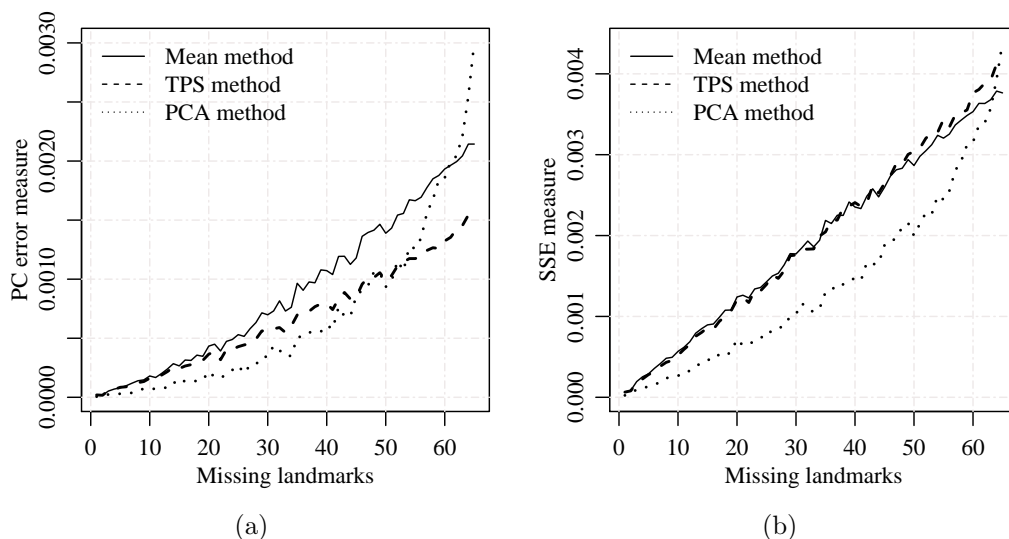 0.0030
0.0020
0.0010
0.0000
PC error measure
Mean method
TPS method
PCA method
0 10 20 30 40 50 60
Missing landmarks
(a)
0.004
0.003
0.002
0.001
0.000
SSE measure
Mean method
TPS method
PCA method
0 10 20 30 40 50 60
Missing landmarks
(b)